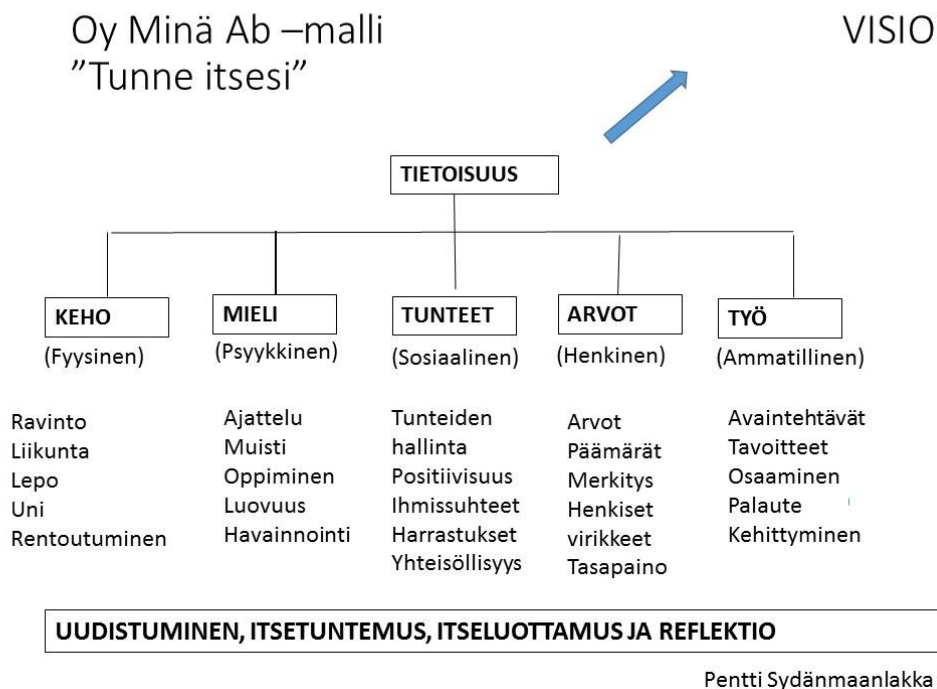 Oy Minä Ab –malli
”Tunne itsesi”
VISIO
TIETOISUUS
KEHO
(Fyysinen)
Ravinto
Liikunta
Lepo
Uni
Rentoutuminen
MIELI
(Psyykkinen)
Ajattelu
Muisti
Oppiminen
Luovuus
Havainnointi
TUNTEET
(Sosiaalinen)
Tunteiden
hallinta
Positiivisuus
Ihmissuhteet
Harrastukset
Yhteisöllisyys
ARVOT
(Henkinen)
Arvot
Päämärät
Merkitys
Henkiset
virikkeet
Tasapaino
TYÖ
(Ammatillinen)
Avaintehtävät
Tavoitteet
Osaaminen
Palaute
Kehittyminen
UUDISTUMINEN, ITSETUNTEMUS, ITSELUOTTAMUS JA REFLEKTIO
Pentti Sydänmaanlakka